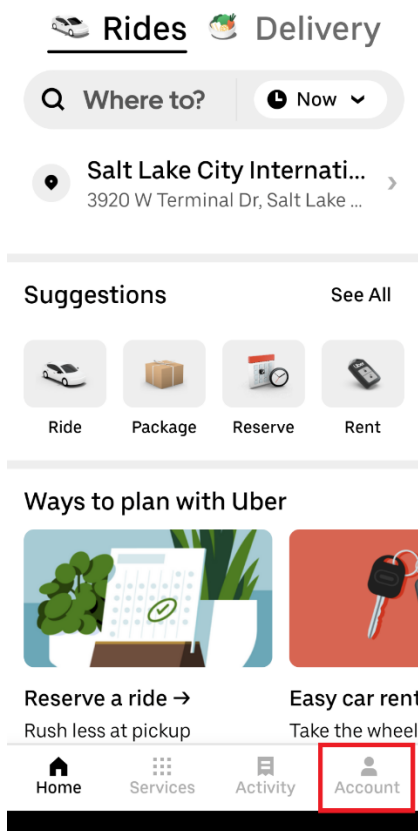 Rides Delivery
Where to? Now
Salt Lake City Internati...
3920 W Terminal Dr, Salt Lake ...
Suggestions See All
Ride Package Reserve Rent
Ways to plan with Uber
Reserve a ride → Easy car rent
Rush less at pickup Take the wheel
Home Services Activity Account